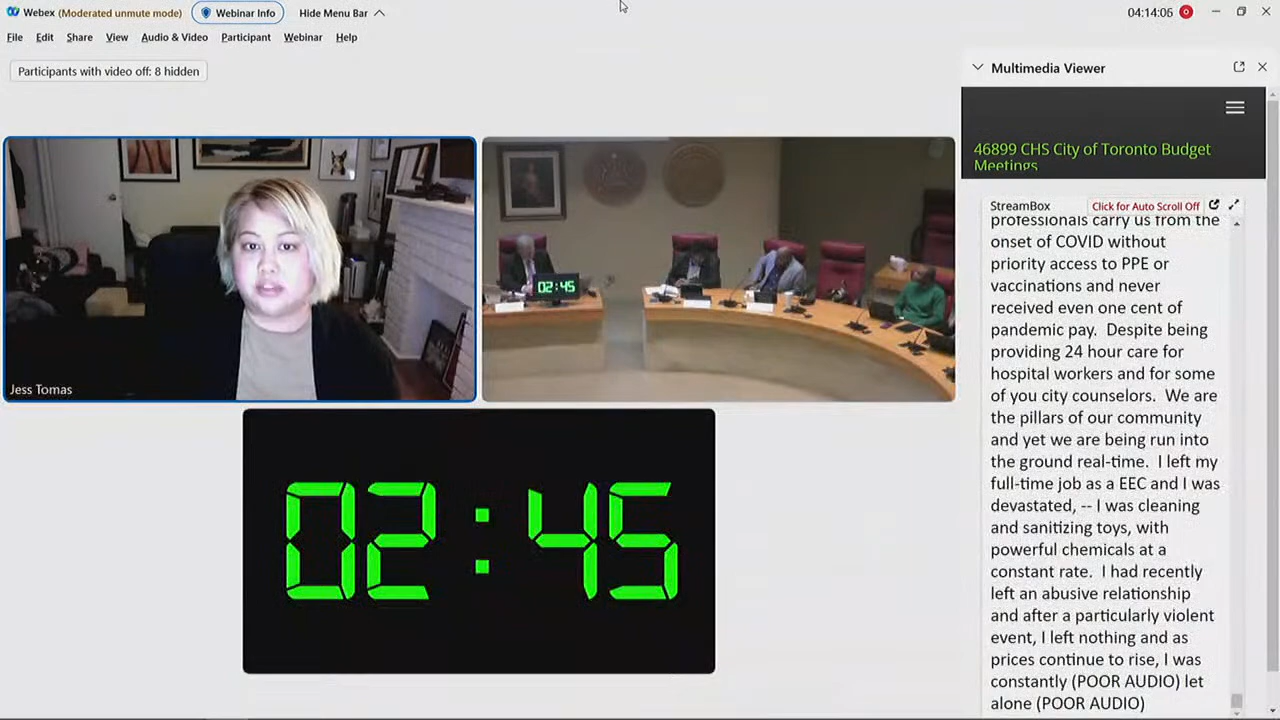 Webex (Moderated unmute mode) Webinar Info Hide Menu Bar 04:14:06
File Edit Share View Audio & Video Participant Webinar Help
Participants with video off: 8 hidden
Jess Tomas
02:45
02:45
Multimedia Viewer
46899 CHS City of Toronto Budget
Meetings
StreamBox Click for Auto Scroll Off
professionals carry us from the
onset of COVID without
priority access to PPE or
vaccinations and never
received even one cent of
pandemic pay. Despite being
providing 24 hour care for
hospital workers and for some
of you city counselors. We are
the pillars of our community
and yet we are being run into
the ground real-time. I left my
full-time job as a EEC and I was
devastated, -- I was cleaning
and sanitizing toys, with
powerful chemicals at a
constant rate. I had recently
left an abusive relationship
and after a particularly violent
event, I left nothing and as
prices continue to rise, I was
constantly (POOR AUDIO) let
alone (POOR AUDIO)